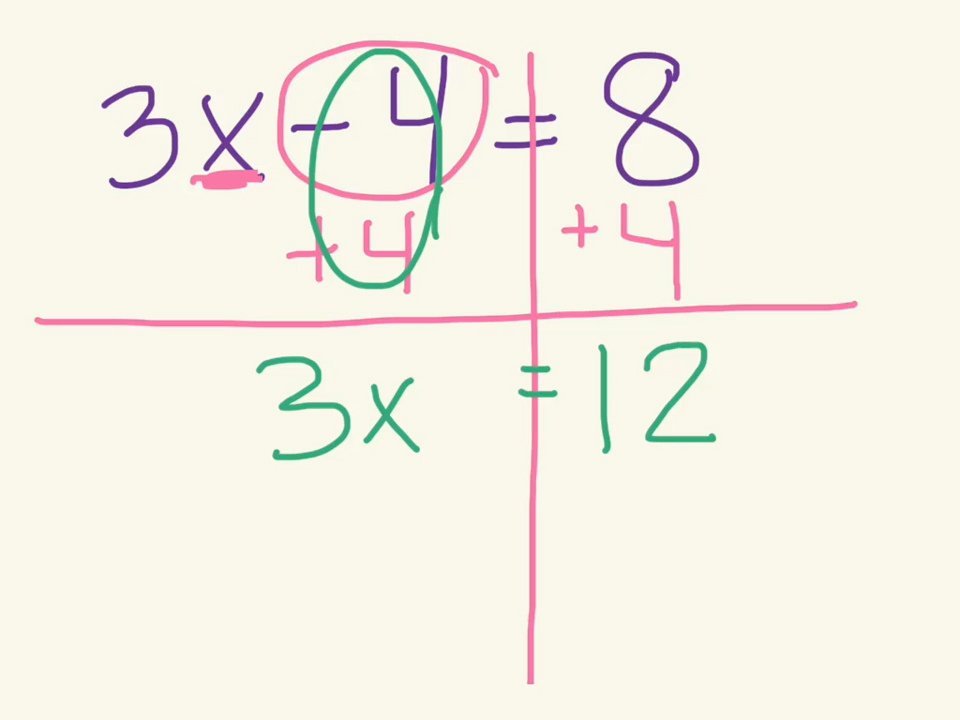 3x - 4 = 8
+ 4 + 4
3x = 12